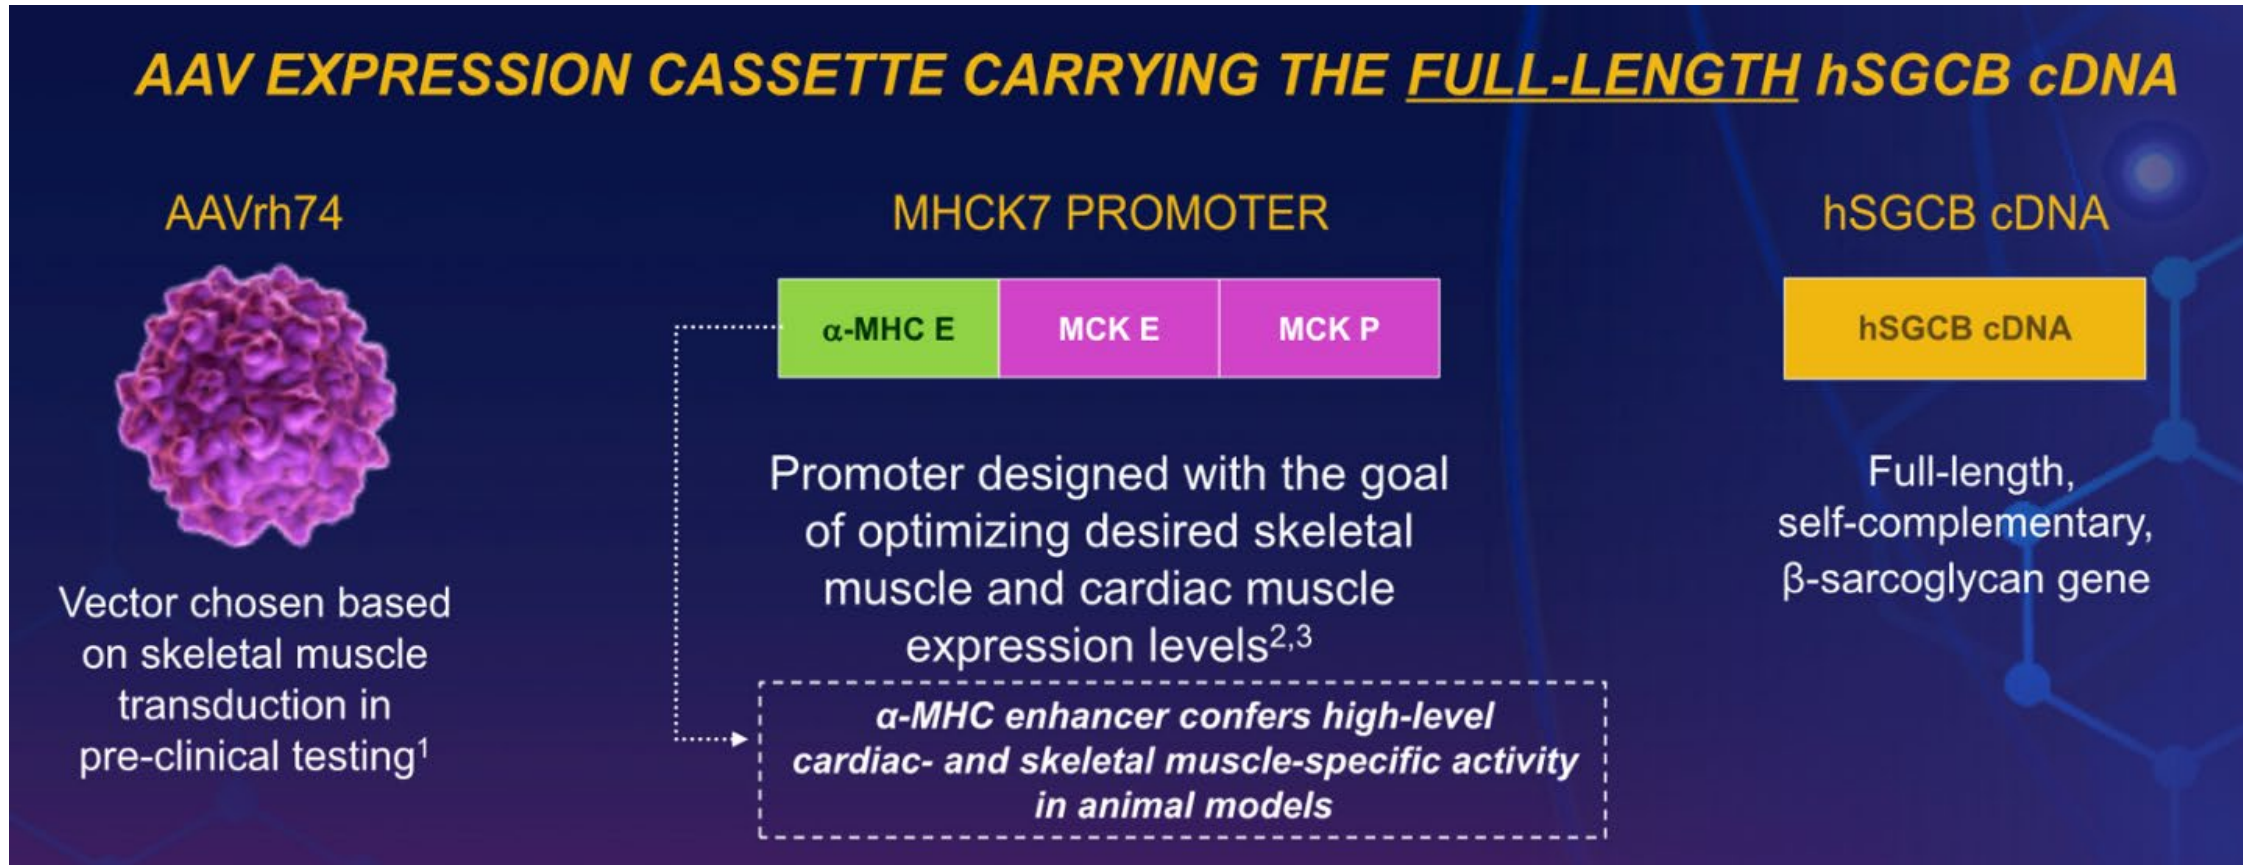 AAV EXPRESSION CASSETTE CARRYING THE FULL-LENGTH hSGCB cDNA
AAVrh74
Vector chosen based
on skeletal muscle
transduction in
pre-clinical testing¹
MHCK7 PROMOTER
α-MHC E
MCK E
MCK P
Promoter designed with the goal
of optimizing desired skeletal
muscle and cardiac muscle
expression levels²,³
α-MHC enhancer confers high-level
cardiac- and skeletal muscle-specific activity
in animal models
hSGCB cDNA
hSGCB cDNA
Full-length,
self-complementary,
β-sarcoglycan gene